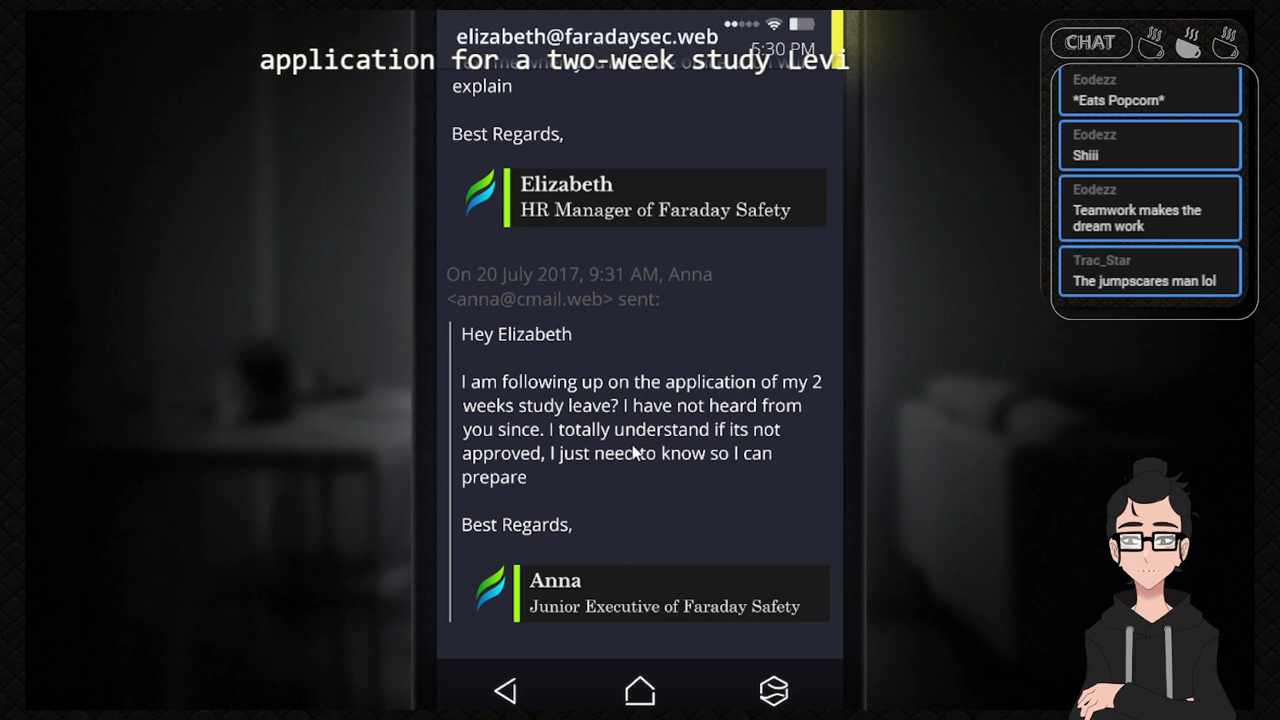 elizabeth@faradaysec.web
5:30 PM
application for a two-week study Levi
explain
Best Regards,
Elizabeth
HR Manager of Faraday Safety
On 20 July 2017, 9:31 AM, Anna
<anna@cmail.web> sent:
Hey Elizabeth
I am following up on the application of my 2
weeks study leave? I have not heard from
you since. I totally understand if its not
approved, I just need to know so I can
prepare
Best Regards,
Anna
Junior Executive of Faraday Safety
CHAT
Eodezz
*Eats Popcorn*
Eodezz
Shiii
Eodezz
Teamwork makes the
dream work
Trac_Star
The jumpscares man lol